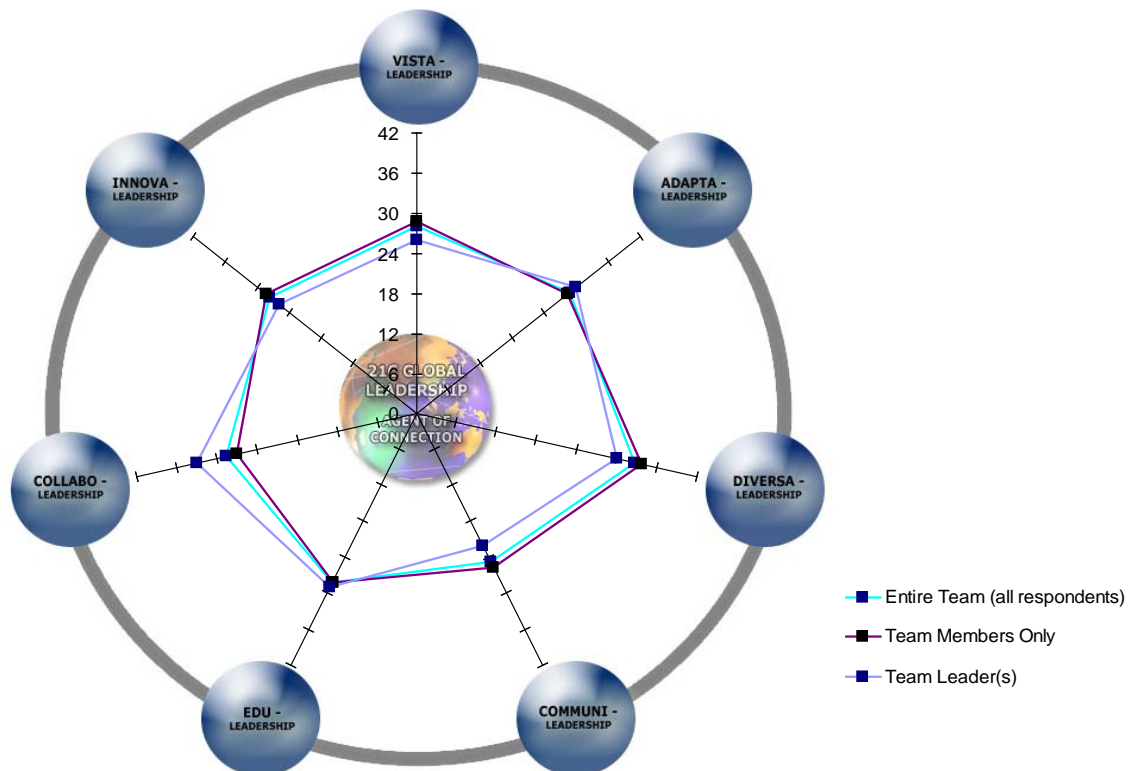 VISTA -
LEADERSHIP
INNOVA -
LEADERSHIP
ADAPTA -
LEADERSHIP
42
36
30
24
18
12
6
0
21C GLOBAL
LEADERSHIP
AGENT OF
CONNECTION
COLLABO -
LEADERSHIP
DIVERSA -
LEADERSHIP
EDU -
LEADERSHIP
COMMUNI -
LEADERSHIP
Entire Team (all respondents)
Team Members Only
Team Leader(s)